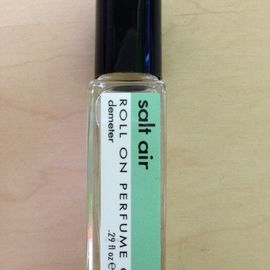 salt air
ROLL ON PERFUME
demeter
.29 fl oz